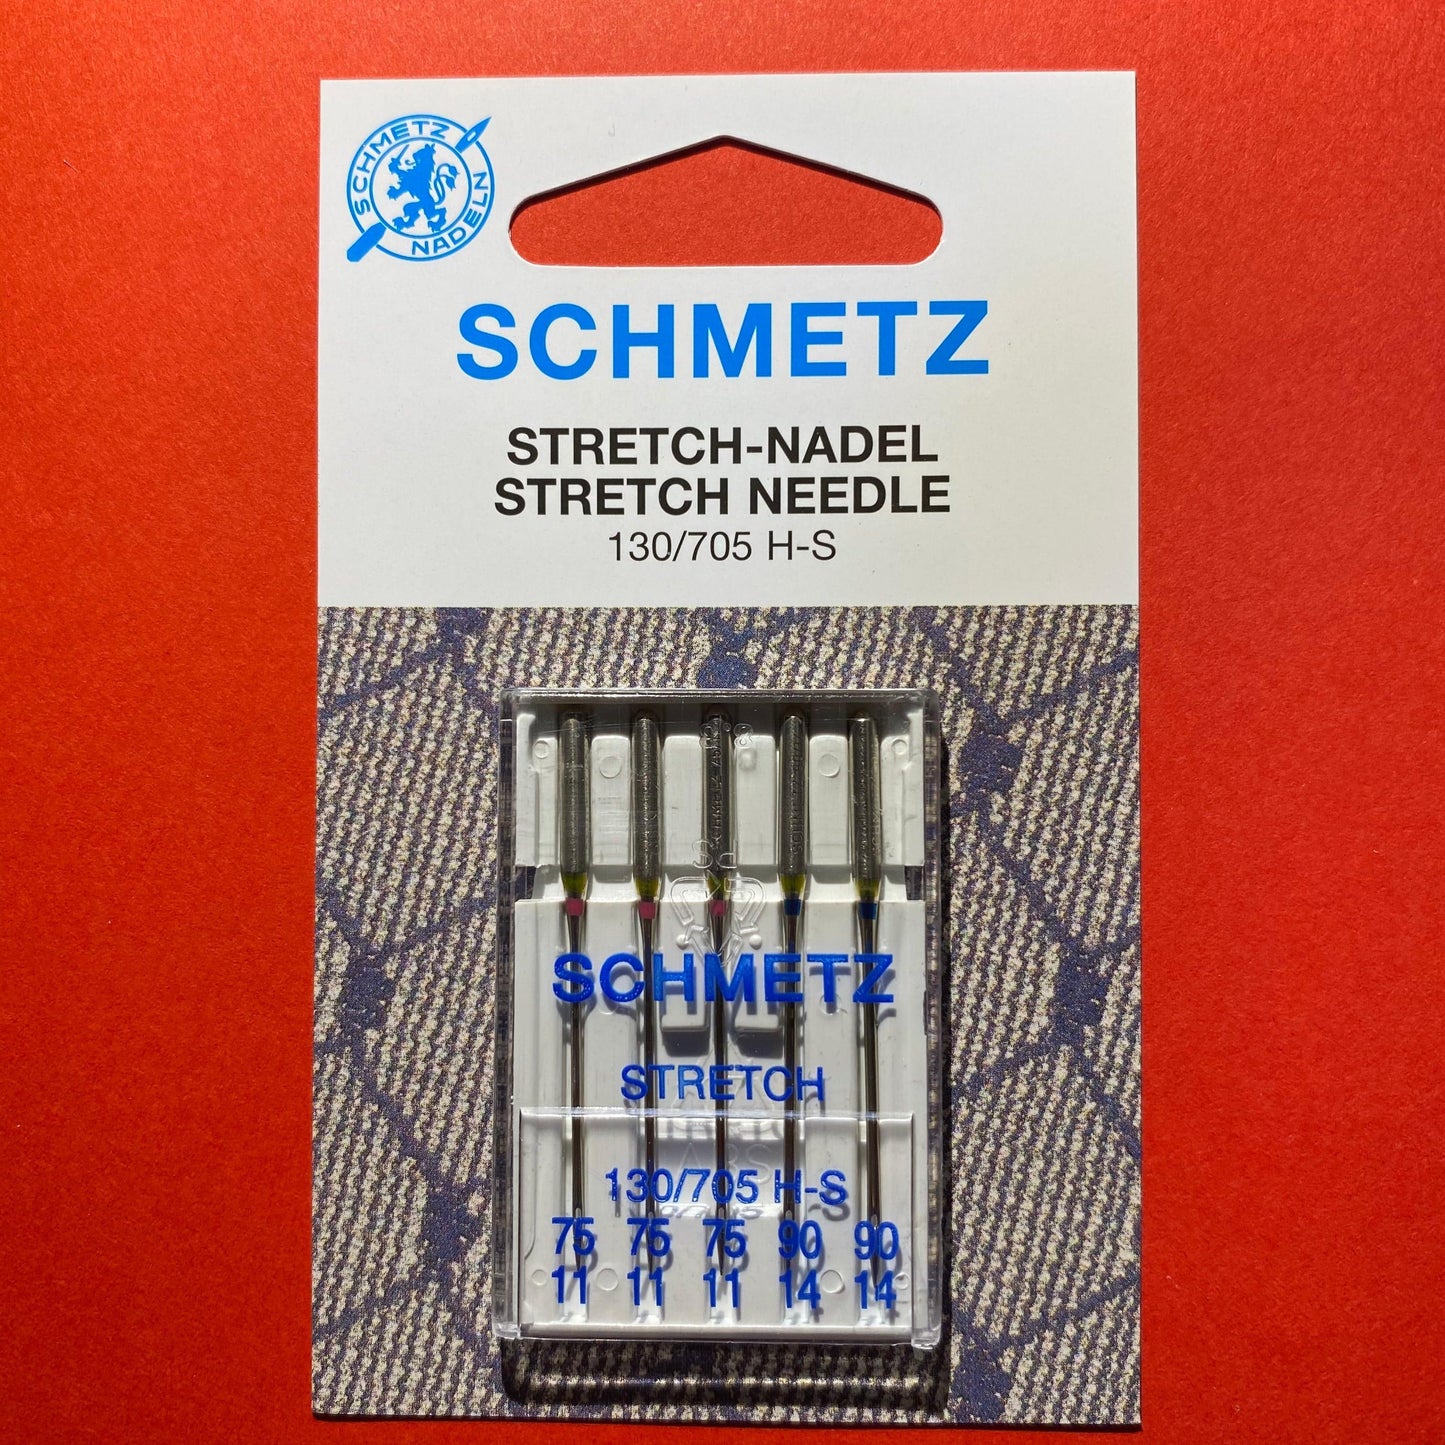 SCHMETZ
NADELN
SCHMETZ
STRETCH-NADEL
STRETCH NEEDLE
130/705 H-S
SCHMETZ
STRETCH
ABS
130/705 H-S
75 75 75 90 90
11 11 11 14 14